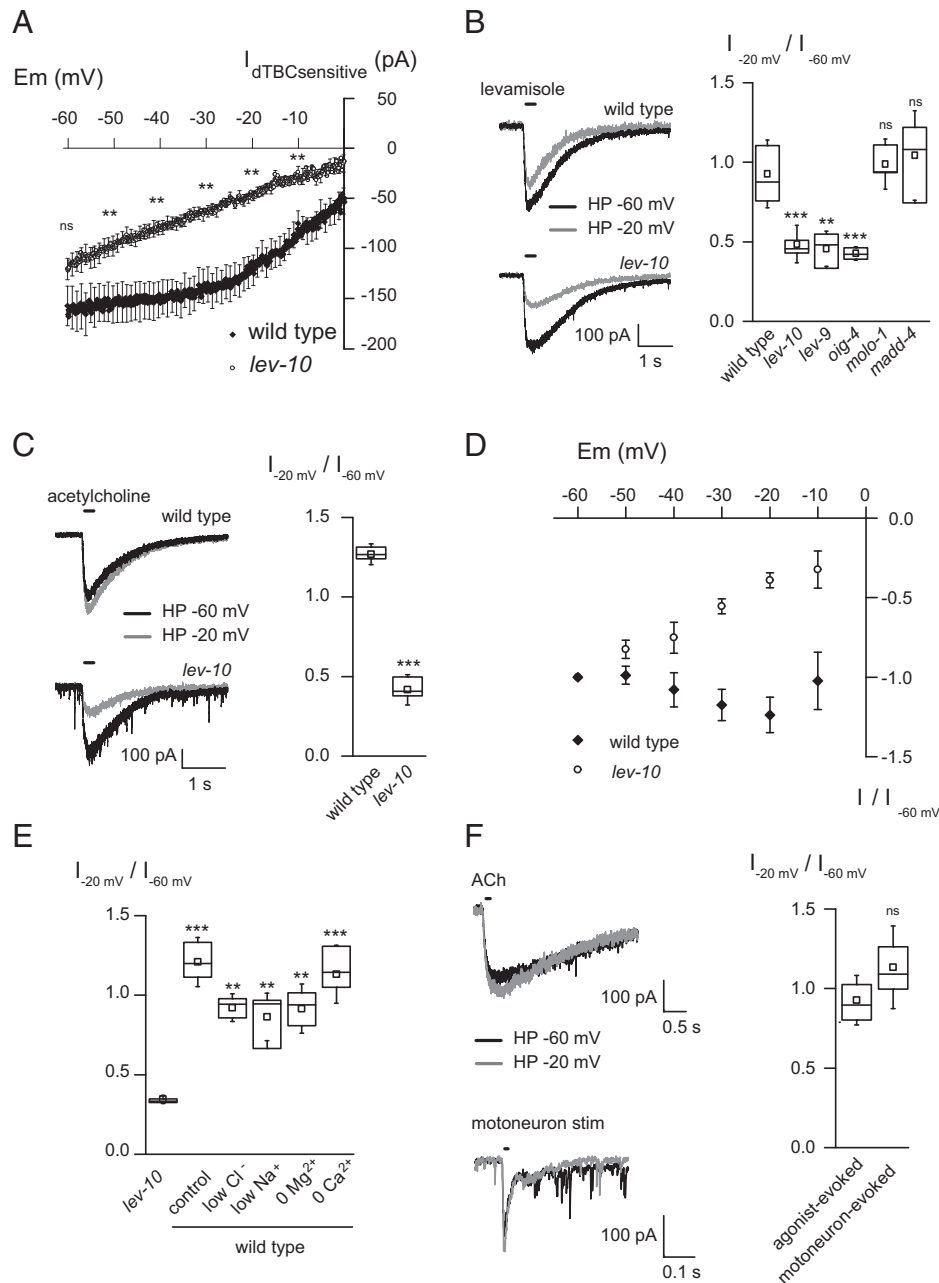 A
Em (mV)
I dTBCsensitive (pA)
-60 -50 -40 -30 -20 -10
50
0
-50
-100
-150
-200
ns ** ** ** ** **
wild type
lev-10
B
levamisole
wild type
HP -60 mV
HP -20 mV
lev-10
100 pA
1 s
I -20 mV / I -60 mV
1.5
1.0
0.5
0.0
*** ** *** ns ns
wild type
lev-10
lev-9
oig-4
molo-1
madd-4
C
acetylcholine
wild type
HP -60 mV
HP -20 mV
lev-10
100 pA
1 s
I -20 mV / I -60 mV
1.5
1.0
0.5
0.0
***
wild type
lev-10
D
Em (mV)
-60 -50 -40 -30 -20 -10 0
0.0
-0.5
-1.0
-1.5
wild type
lev-10
I / I -60 mV
E
I -20 mV / I -60 mV
1.5
1.0
0.5
0.0
*** ** ** ** ***
lev-10
control
low Cl -
low Na+
0 Mg2+
0 Ca2+
wild type
F
ACh
100 pA
0.5 s
HP -60 mV
HP -20 mV
motoneuron stim
100 pA
0.1 s
I -20 mV / I -60 mV
1.5
1.0
0.5
0.0
ns
agonist-evoked
motoneuron-evoked